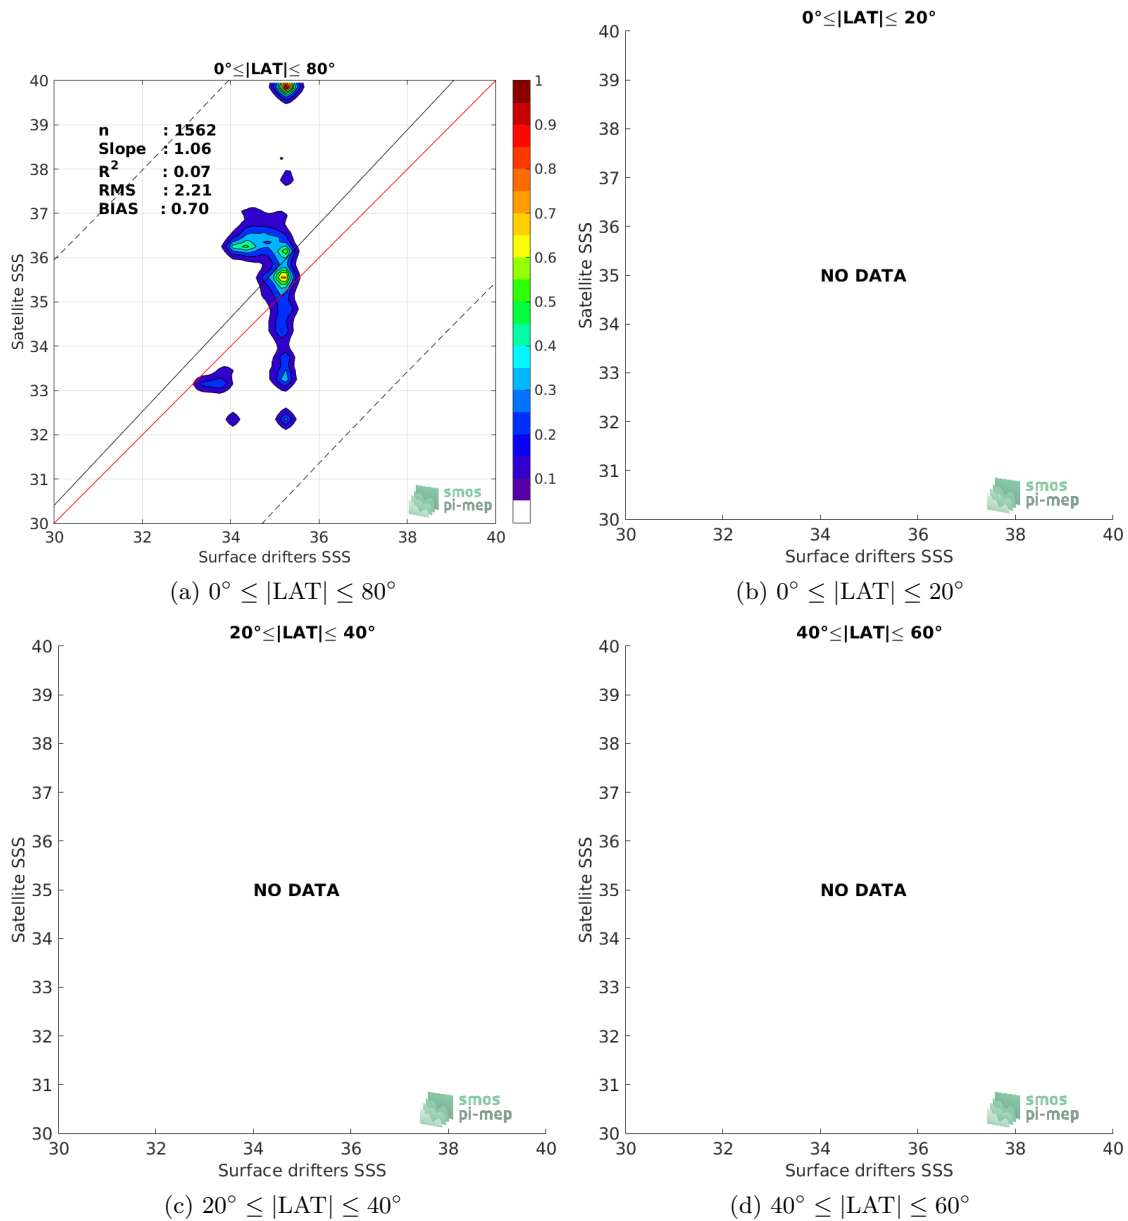 0°≤|LAT|≤ 80°
40
39
38
37
36
35
34
33
32
31
30
n : 1562
Slope : 1.06
R² : 0.07
RMS : 2.21
BIAS : 0.70
1
0.9
0.8
0.7
0.6
0.5
0.4
0.3
0.2
0.1
Satellite SSS
smos
pi-mep
30 32 34 36 38 40
Surface drifters SSS
(a) 0° ≤ |LAT| ≤ 80°
0°≤|LAT|≤ 20°
40
39
38
37
36
35
34
33
32
31
30
Satellite SSS
NO DATA
smos
pi-mep
30 32 34 36 38 40
Surface drifters SSS
(b) 0° ≤ |LAT| ≤ 20°
20°≤|LAT|≤ 40°
40
39
38
37
36
35
34
33
32
31
30
Satellite SSS
NO DATA
smos
pi-mep
30 32 34 36 38 40
Surface drifters SSS
(c) 20° ≤ |LAT| ≤ 40°
40°≤|LAT|≤ 60°
40
39
38
37
36
35
34
33
32
31
30
Satellite SSS
NO DATA
smos
pi-mep
30 32 34 36 38 40
Surface drifters SSS
(d) 40° ≤ |LAT| ≤ 60°